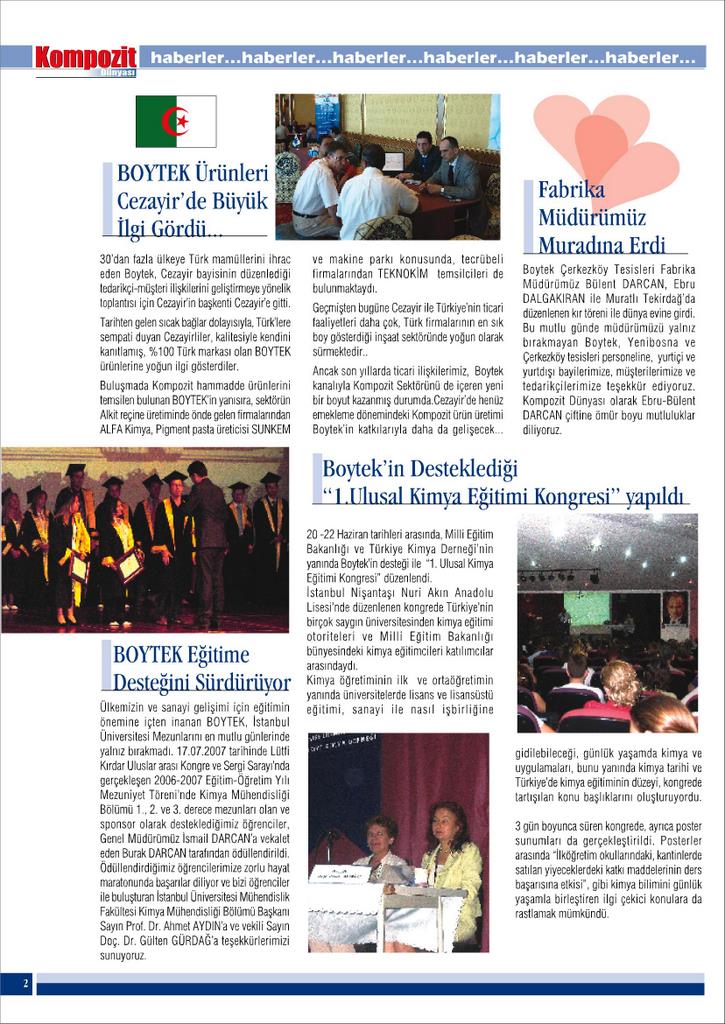 Kompozit
Dünyası
haberler...haberler...haberler...haberler...haberler...haberler...
BOYTEK Ürünleri
Cezayir'de Büyük
İlgi Gördü...
30'dan fazla ülkeye Türk mamüllerini ihrac
eden Boytek, Cezayir bayisinin düzenlediği
tedarikçi-müşteri ilişkilerini geliştirmeye yönelik
toplantısı için Cezayir'in başkenti Cezayir'e gitti.
Tarihten gelen sıcak bağlar dolayısıyla, Türk'lere
sempati duyan Cezayirliler, kalitesiyle kendini
kanıtlamış, %100 Türk markası olan BOYTEK
ürünlerine yoğun ilgi gösterdiler.
Buluşmada Kompozit hammadde ürünlerini
temsilen bulunan BOYTEK'in yanısıra, sektörün
Alkit reçine üretiminde önde gelen firmalarından
ALFA Kimya, Pigment pasta üreticisi SUNKEM
ve makine parkı konusunda, tecrübeli
firmalarından TEKNOKİM temsilcileri de
bulunmaktaydı.
Geçmişten bugüne Cezayir ile Türkiye'nin ticari
faaliyetleri daha çok, Türk firmalarının en sık
boy gösterdiği inşaat sektöründe yoğun olarak
sürmektedir..
Ancak son yıllarda ticari ilişkilerimiz, Boytek
kanalıyla Kompozit Sektörünü de içeren yeni
bir boyut kazanmış durumda.Cezayir'de henüz
emekleme dönemindeki Kompozit ürün üretimi
Boytek'in katkılarıyla daha da gelişecek...
Fabrika
Müdürümüz
Muradına Erdi
Boytek Çerkezköy Tesisleri Fabrika
Müdürümüz Bülent DARCAN, Ebru
DALGAKIRAN ile Muratlı Tekirdağ'da
düzenlenen kır töreni ile dünya evine girdi.
Bu mutlu günde müdürümüzü yalnız
bırakmayan Boytek, Yenibosna ve
Çerkezköy tesisleri personeline, yurtiçi ve
yurtdışı bayilerimize, müşterilerimize ve
tedarikçilerimize teşekkür ediyoruz.
Kompozit Dünyası olarak Ebru-Bülent
DARCAN çiftine ömür boyu mutluluklar
diliyoruz.
Boytek'in Desteklediği
"1.Ulusal Kimya Eğitimi Kongresi" yapıldı
20 -22 Haziran tarihleri arasında, Milli Eğitim
Bakanlığı ve Türkiye Kimya Derneği'nin
yanında Boytek'in desteği ile "1. Ulusal Kimya
Eğitimi Kongresi" düzenlendi.
İstanbul Nişantaşı Nuri Akın Anadolu
Lisesi'nde düzenlenen kongrede Türkiye'nin
birçok saygın üniversitesinden kimya eğitimi
otoriteleri ve Milli Eğitim Bakanlığı
bünyesindeki kimya eğitimcileri katılımcılar
arasındaydı.
Kimya öğretiminin ilk ve ortaöğretim
yanında üniversitelerde lisans ve lisansüstü
eğitimi, sanayi ile nasıl işbirliğine
gidilebileceği, günlük yaşamda kimya ve
uygulamaları, bunu yanında kimya tarihi ve
Türkiye'de kimya eğitiminin düzeyi, kongrede
tartışılan konu başlıklarını oluşturuyordu.
3 gün boyunca süren kongrede, ayrıca poster
sunumları da gerçekleştirildi. Posterler
arasında "İlköğretim okullarındaki, kantinlerde
satılan yiyeceklerdeki katkı maddelerinin ders
başarısına etkisi", gibi kimya bilimini günlük
yaşamla birleştiren ilgi çekici konulara da
rastlamak mümkündü.
BOYTEK Eğitime
Desteğini Sürdürüyor
Ülkemizin ve sanayi gelişimi için eğitimin
önemine içten inanan BOYTEK, İstanbul
Üniversitesi Mezunlarını en mutlu günlerinde
yalnız bırakmadı. 17.07.2007 tarihinde Lütfi
Kırdar Uluslar arası Kongre ve Sergi Sarayı'nda
gerçekleşen 2006-2007 Eğitim-Öğretim Yılı
Mezuniyet Töreni'nde Kimya Mühendisliği
Bölümü 1., 2. ve 3. derece mezunları olan ve
sponsor olarak desteklediğimiz öğrenciler,
Genel Müdürümüz İsmail DARCAN'a vekalet
eden Burak DARCAN tarafından ödüllendirildi.
Ödüllendirdiğimiz öğrencilerimize zorlu hayat
maratonunda başarılar diliyor ve bizi öğrenciler
ile buluşturan İstanbul Üniversitesi Mühendislik
Fakültesi Kimya Mühendisliği Bölümü Başkanı
Sayın Prof. Dr. Ahmet AYDIN'a ve vekili Sayın
Doç. Dr. Gülten GÜRDAĞ'a teşekkürlerimizi
sunuyoruz.
2